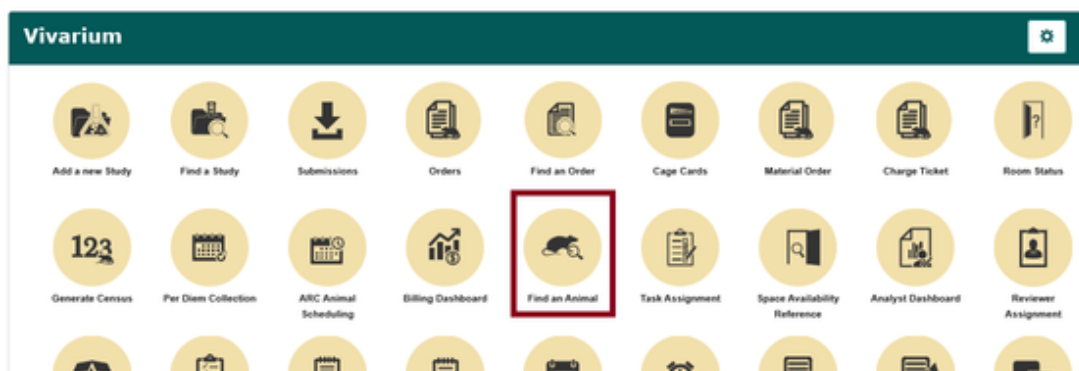 Vivarium
Add a new Study
Find a Study
Submissions
Orders
Find an Order
Cage Cards
Material Order
Charge Ticket
Room Status
?
123
Generate Census
Per Diem Collection
ARC Animal
Scheduling
$
Billing Dashboard
Find an Animal
Task Assignment
Space Availability
Reference
Analyst Dashboard
Reviewer
Assignment